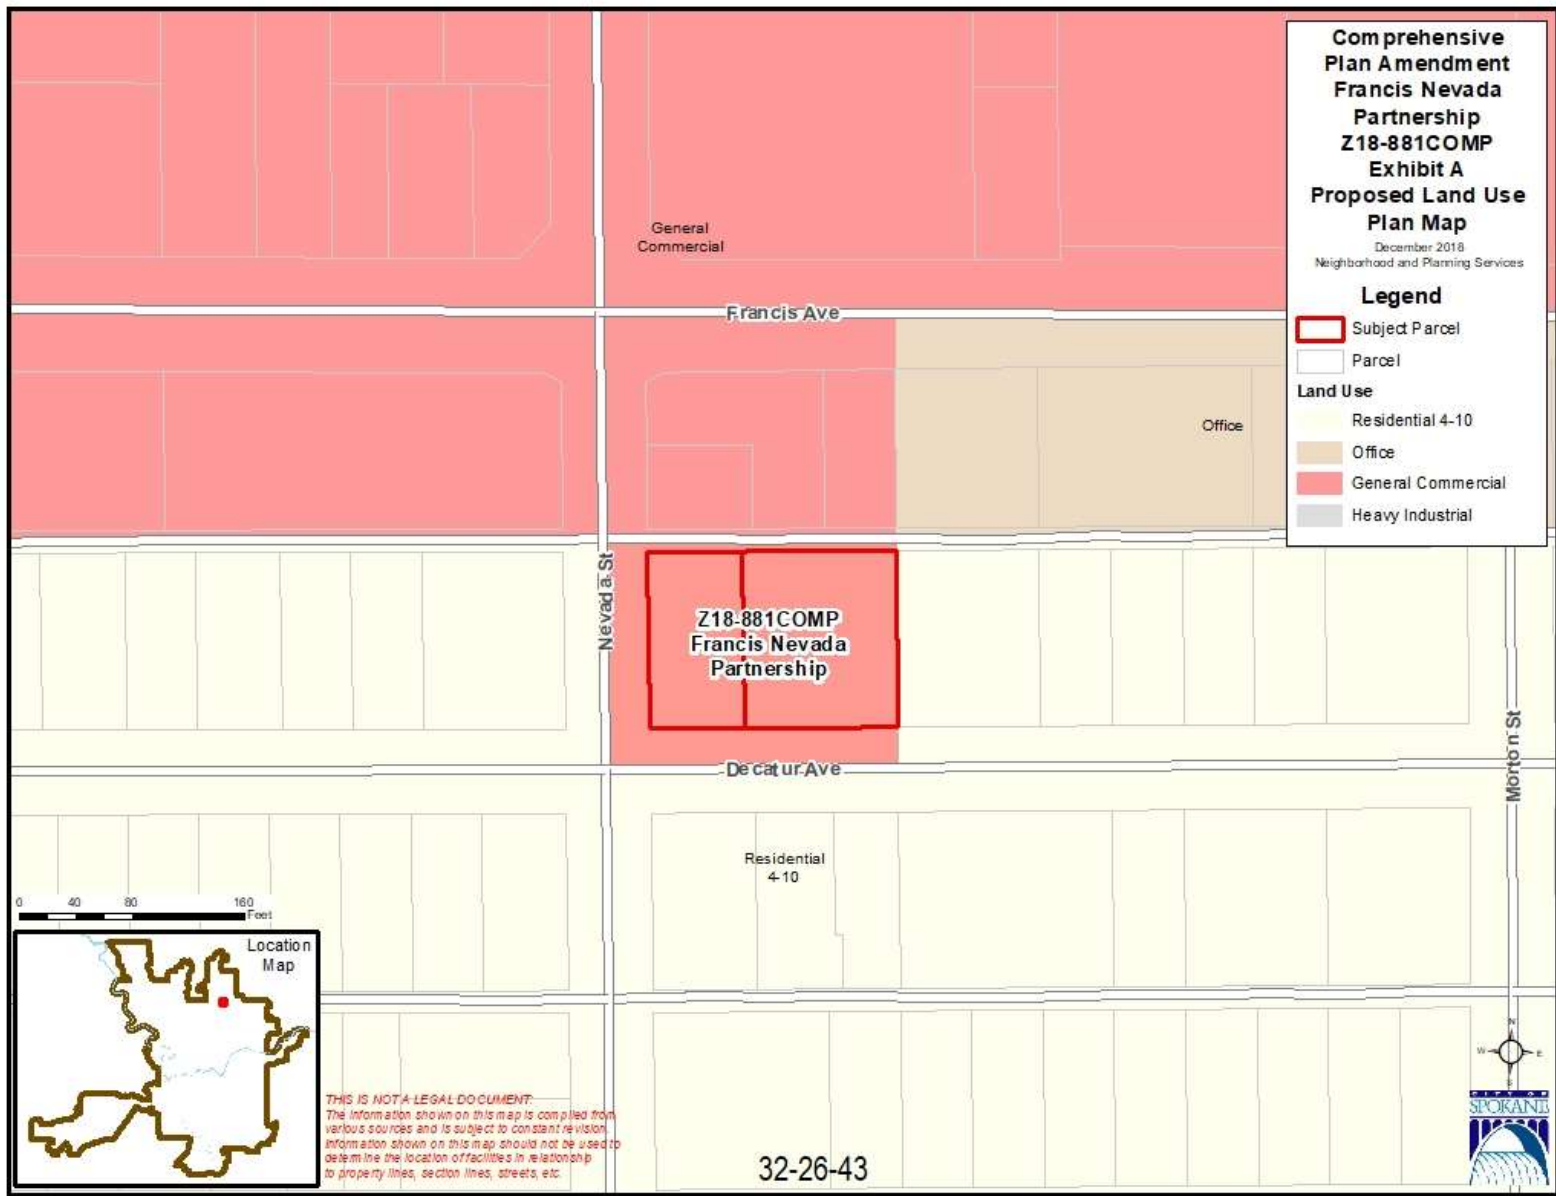 Comprehensive
Plan Amendment
Francis Nevada
Partnership
Z18-881COMP
Exhibit A
Proposed Land Use
Plan Map
December 2018
Neighborhood and Planning Services
Legend
Subject Parcel
Parcel
Land Use
Residential 4-10
Office
General Commercial
Heavy Industrial
General
Commercial
Francis Ave
Office
Nevada St
Z18-881COMP
Francis Nevada
Partnership
Decatur Ave
Morton St
Residential
4-10
0 40 80 160
Feet
Location
Map
THIS IS NOT A LEGAL DOCUMENT:
The information shown on this map is compiled from
various sources and is subject to constant revision.
Information shown on this map should not be used to
determine the location of facilities in relationship
to property lines, section lines, streets, etc.
32-26-43
N
W E
S
CITY OF
SPOKANE